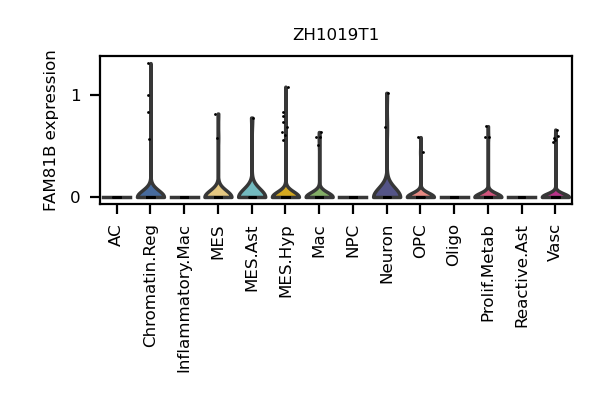 ZH1019T1
FAM81B expression
1
0
AC
Chromatin.Reg
Inflammatory.Mac
MES
MES.Ast
MES.Hyp
Mac
NPC
Neuron
OPC
Oligo
Prolif.Metab
Reactive.Ast
Vasc